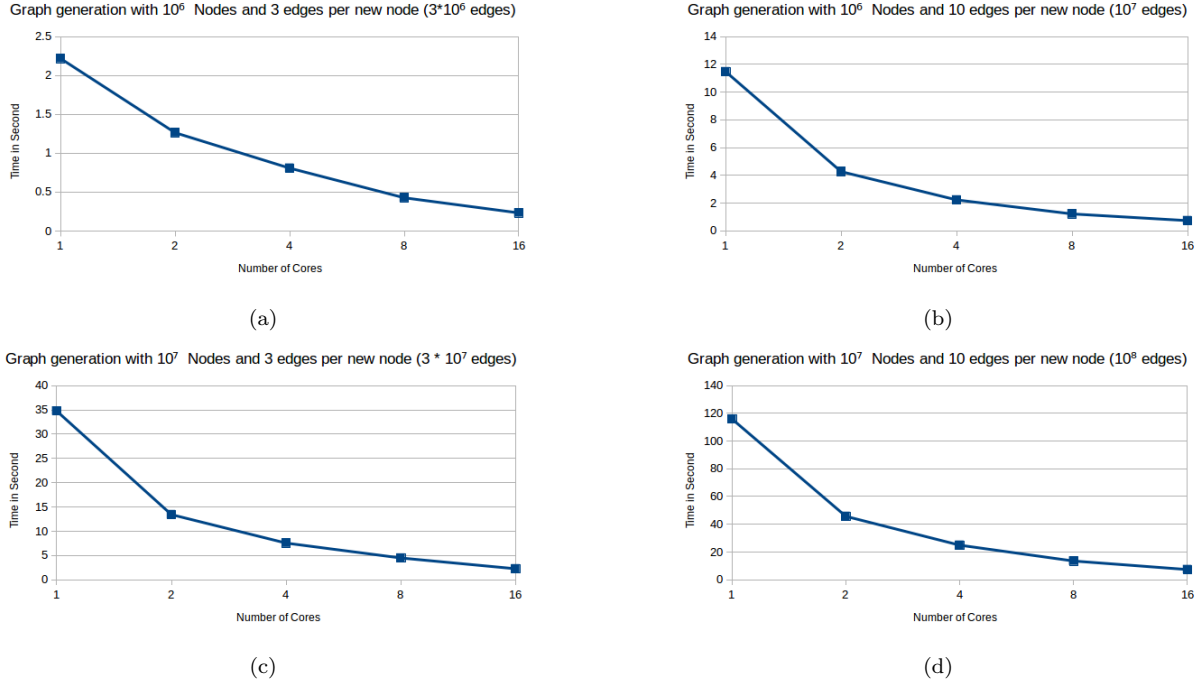 Graph generation with 10⁶ Nodes and 3 edges per new node (3*10⁶ edges)
2.5
2
1.5
1
0.5
0
Time in Second
1 2 4 8 16
Number of Cores
(a)
Graph generation with 10⁶ Nodes and 10 edges per new node (10⁷ edges)
14
12
10
8
6
4
2
0
Time in Second
1 2 4 8 16
Number of Cores
(b)
Graph generation with 10⁷ Nodes and 3 edges per new node (3 * 10⁷ edges)
40
35
30
25
20
15
10
5
0
Time in Second
1 2 4 8 16
Number of Cores
(c)
Graph generation with 10⁷ Nodes and 10 edges per new node (10⁸ edges)
140
120
100
80
60
40
20
0
Time in Second
1 2 4 8 16
Number of Cores
(d)